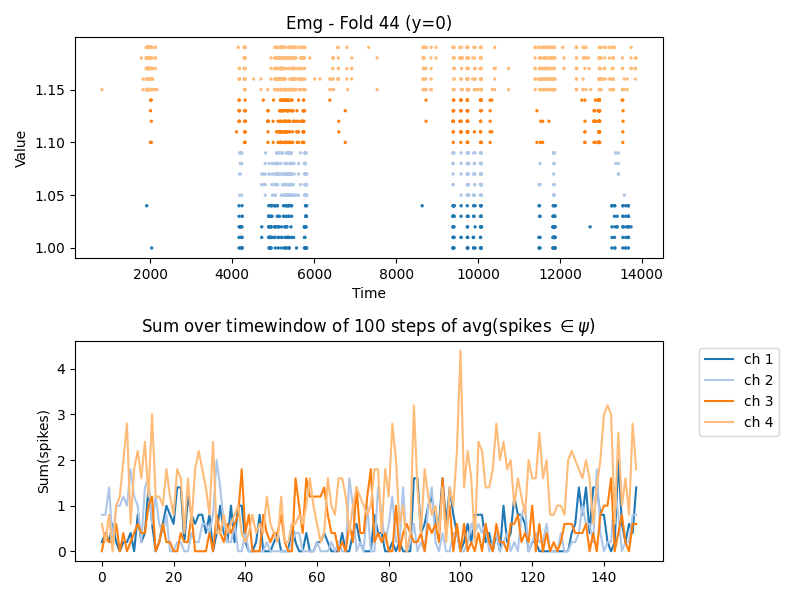 Emg - Fold 44 (y=0)
Value
1.15
1.10
1.05
1.00
2000 4000 6000 8000 10000 12000 14000
Time
Sum over timewindow of 100 steps of avg(spikes ∈ψ)
Sum(spikes)
4
3
2
1
0
0 20 40 60 80 100 120 140
ch 1
ch 2
ch 3
ch 4